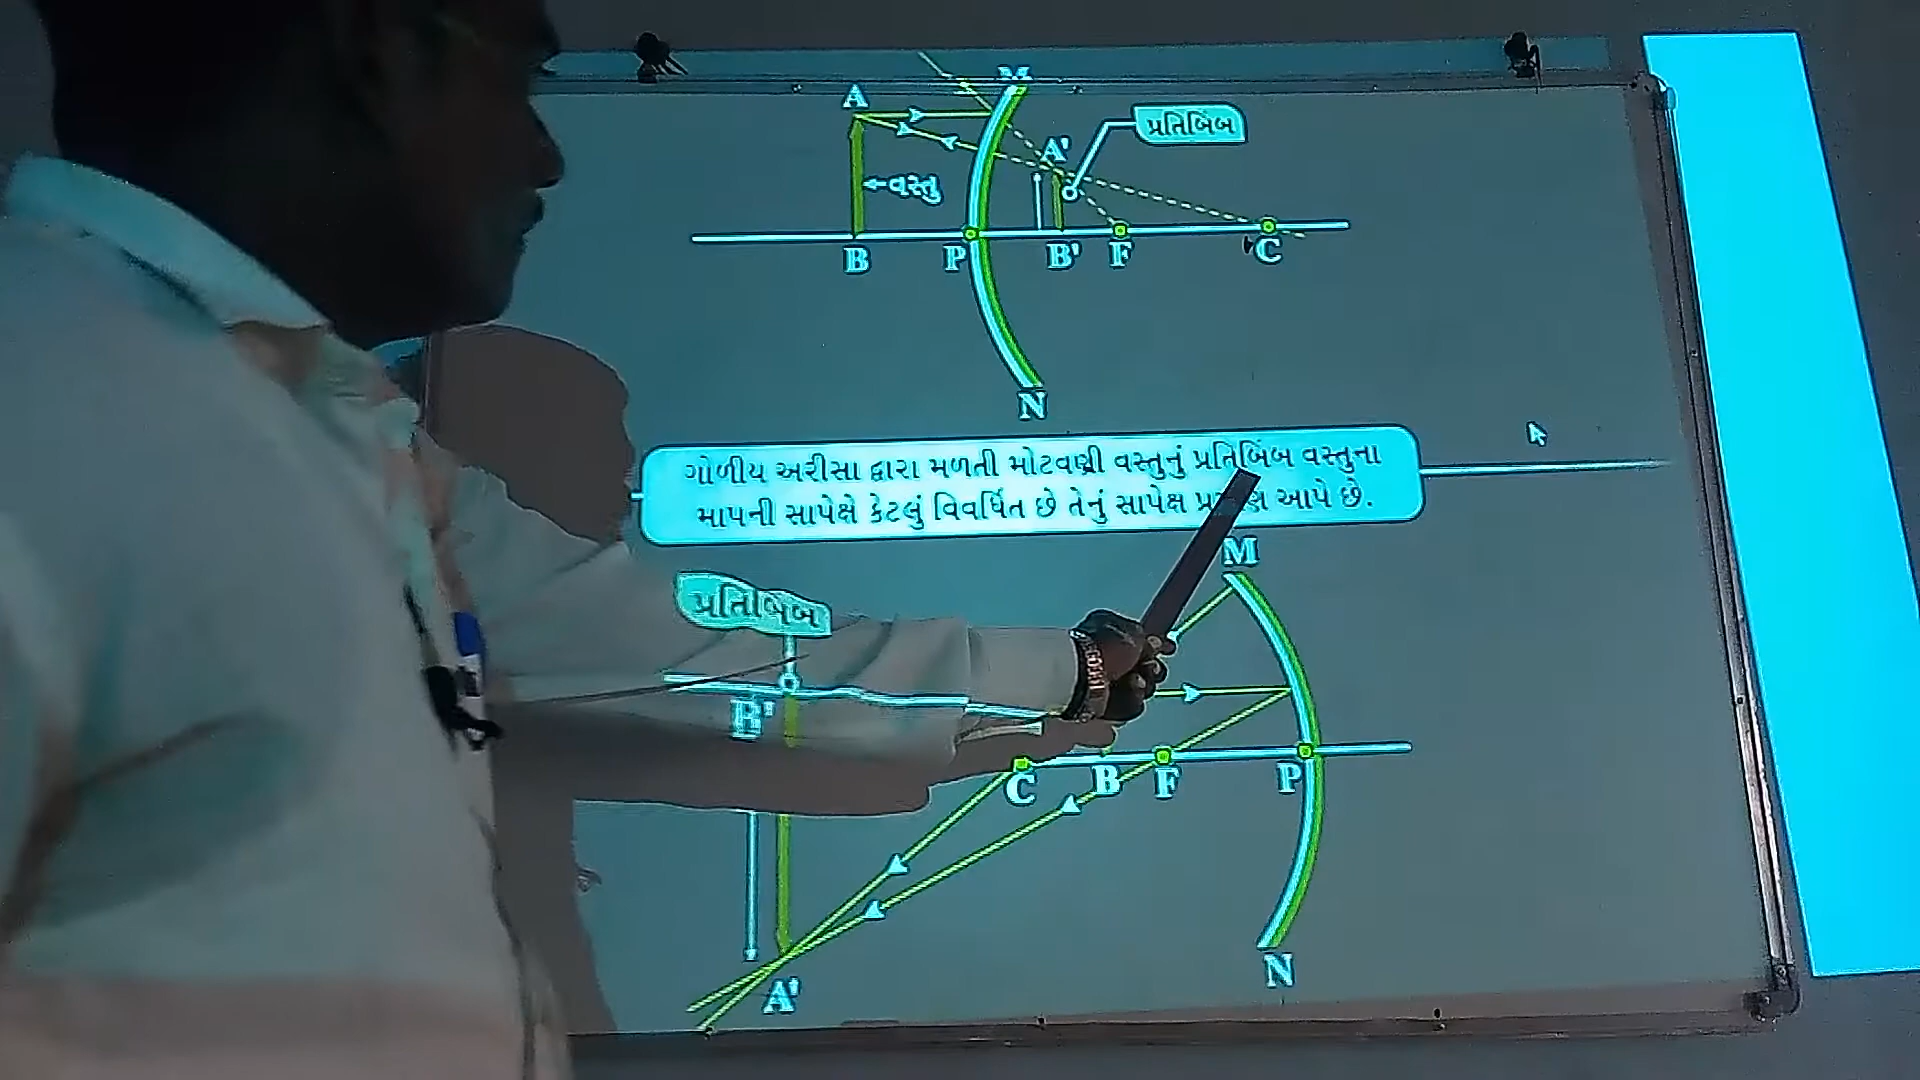 M
A
પ્રતિબિંબ
A'
વસ્તુ
B P B' F C
N
ગોળીય અરીસા દ્વારા મળતી મોટવણી વસ્તુનું પ્રતિબિંબ વસ્તુના
માપની સાપેક્ષે કેટલું વિવર્ધિત છે તેનું સાપેક્ષ આપે છે.
M
પ્રતિબિંબ
B'
C B F P
N
A'